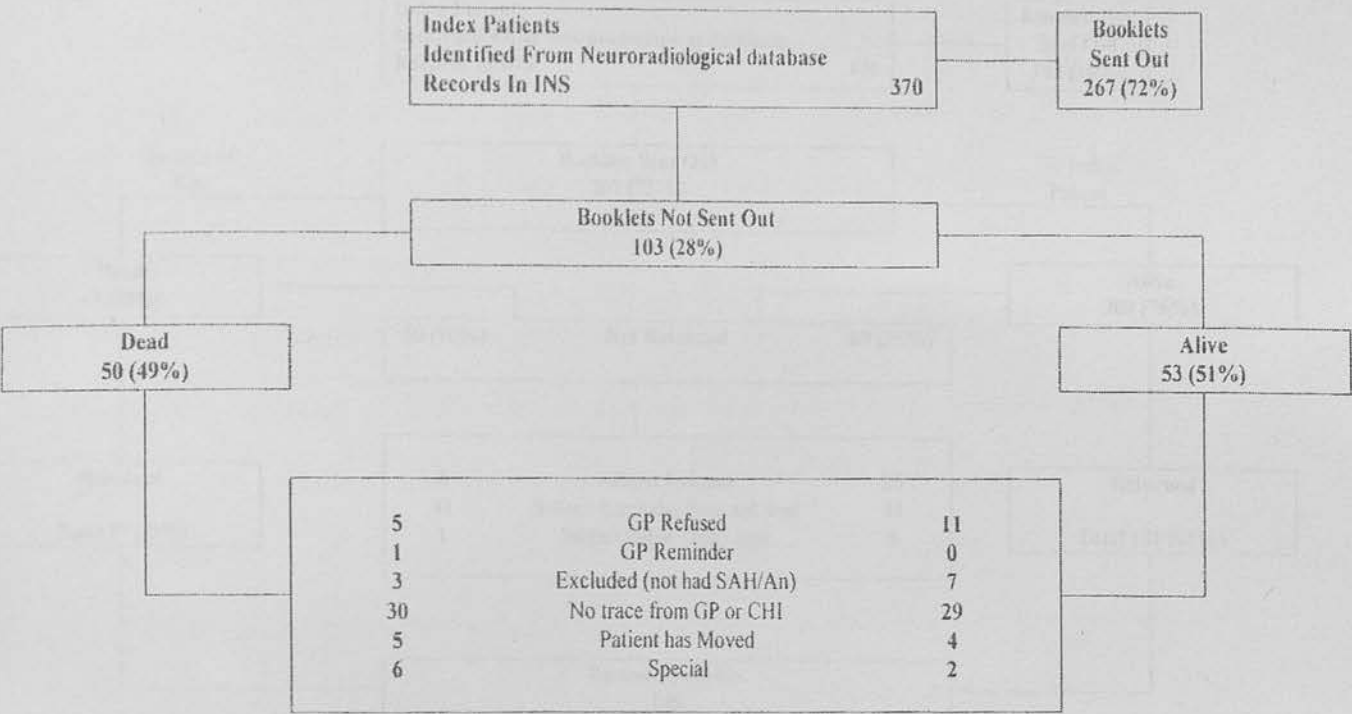 Index Patients
Identified From Neuroradiological database
Records In INS 370
Booklets
Sent Out
267 (72%)
Booklets Not Sent Out
103 (28%)
Dead
50 (49%)
Alive
53 (51%)
5 GP Refused 11
1 GP Reminder 0
3 Excluded (not had SAH/An) 7
30 No trace from GP or CHI 29
5 Patient has Moved 4
6 Special 2